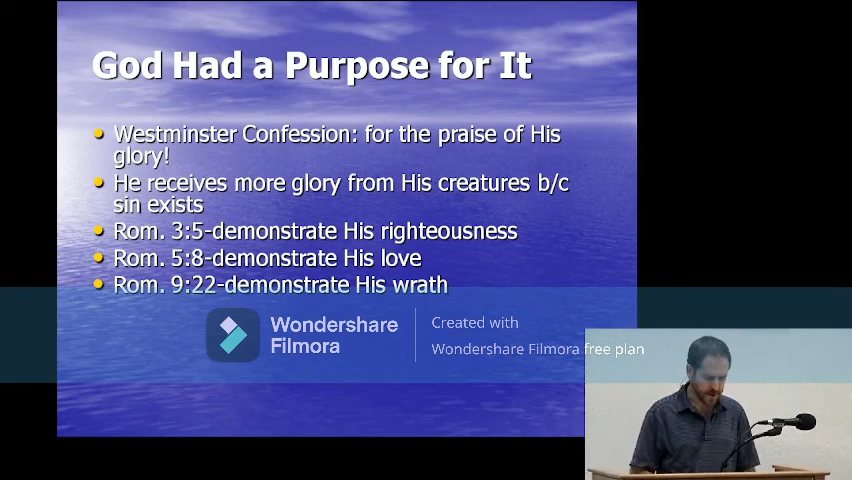 God Had a Purpose for It
• Westminster Confession: for the praise of His
glory!
• He receives more glory from His creatures b/c
sin exists
• Rom. 3:5-demonstrate His righteousness
• Rom. 5:8-demonstrate His love
• Rom. 9:22-demonstrate His wrath
Wondershare
Filmora
Created with
Wondershare Filmora free plan